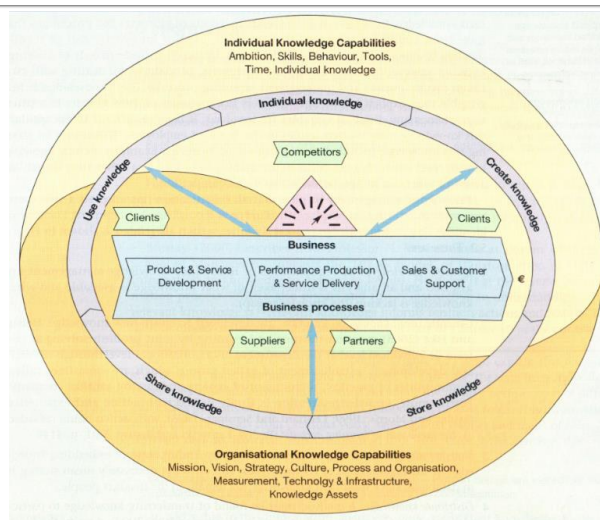 Individual Knowledge Capabilities
Ambition, Skills, Behaviour, Tools,
Time, Individual knowledge
Individual knowledge
Competitors
Use knowledge
Create knowledge
Clients
Clients
Business
Product & Service
Development
Performance Production
& Service Delivery
Sales & Customer
Support
€
Business processes
Suppliers
Partners
Share knowledge
Store knowledge
Organisational Knowledge Capabilities
Mission, Vision, Strategy, Culture, Process and Organisation,
Measurement, Technolgy & Infrastructure,
Knowledge Assets